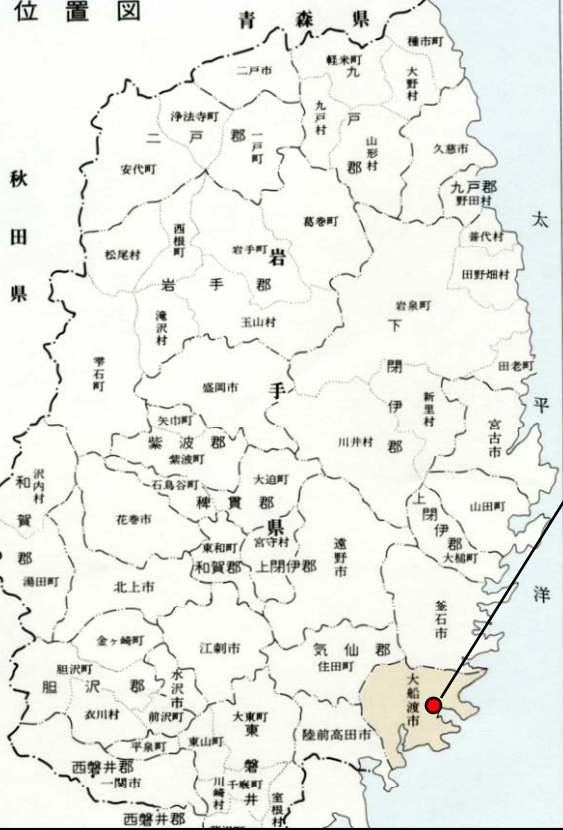 位置図
青森県
種市町
軽米町
九
二戸市
大野村
浄法寺町
九戸村
二戸郡
一戸町
戸
山形村
久慈市
安代町
郡
秋田県
九戸郡
野田村
太平洋
葛巻町
普代村
西根町
岩手町
岩手県
松尾村
田野畑村
岩手郡
岩泉町
滝沢村
玉山村
下閉伊郡
雫石町
田老町
盛岡市
新里村
矢巾町
宮古市
紫波郡
川井村
紫波町
和賀郡
沢内村
石鳥谷町
大迫町
稗貫郡
上閉伊郡
山田町
花巻市
東和町
宮守村
遠野市
大槌町
和賀郡
上閉伊郡
湯田町
北上市
釜石市
金ヶ崎町
江刺市
気仙郡
住田町
胆沢町
水沢市
大船渡市
胆沢郡
衣川村
前沢町
大東町
東磐井
陸前高田市
平泉町
東山町
西磐井郡
一関市
川崎村
千厩町
室根村
西磐井郡